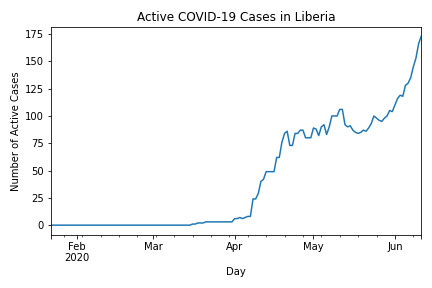 Active COVID-19 Cases in Liberia
175
150
125
100
75
50
25
0
Number of Active Cases
Feb Mar Apr May Jun
2020
Day